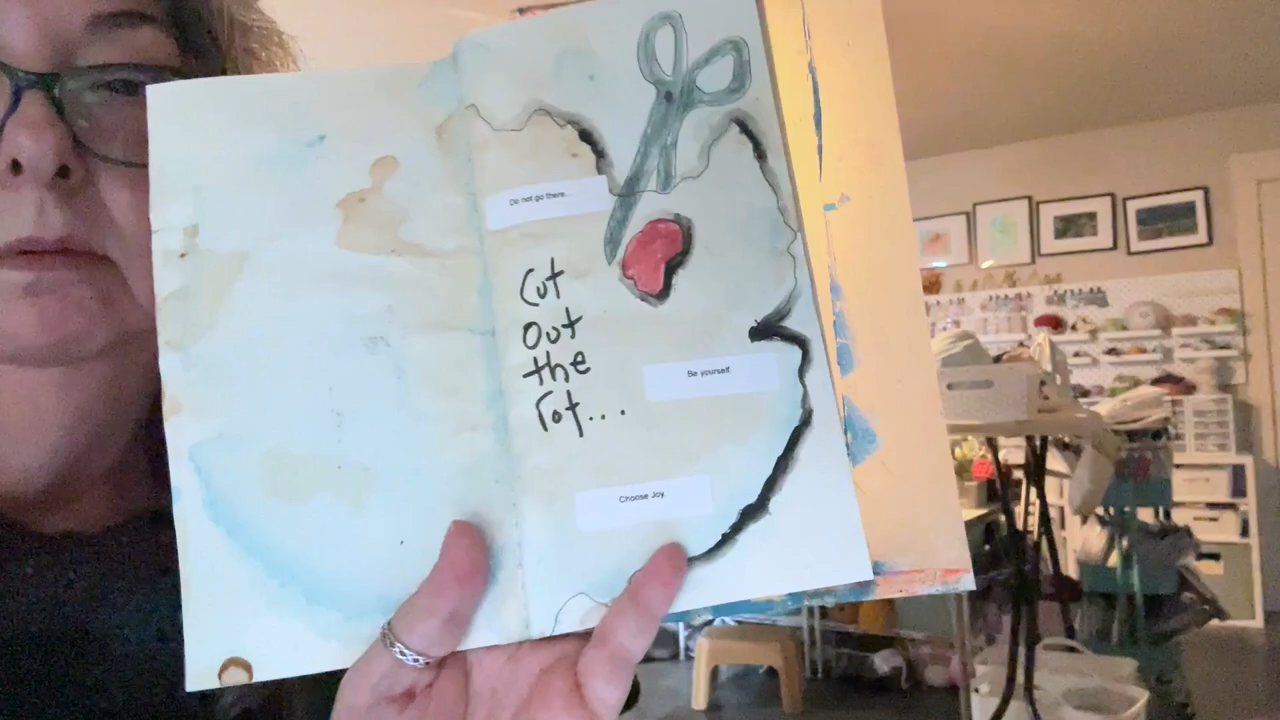 Do not go there...
Cut
Out
the
rot...
Be yourself
Choose Joy